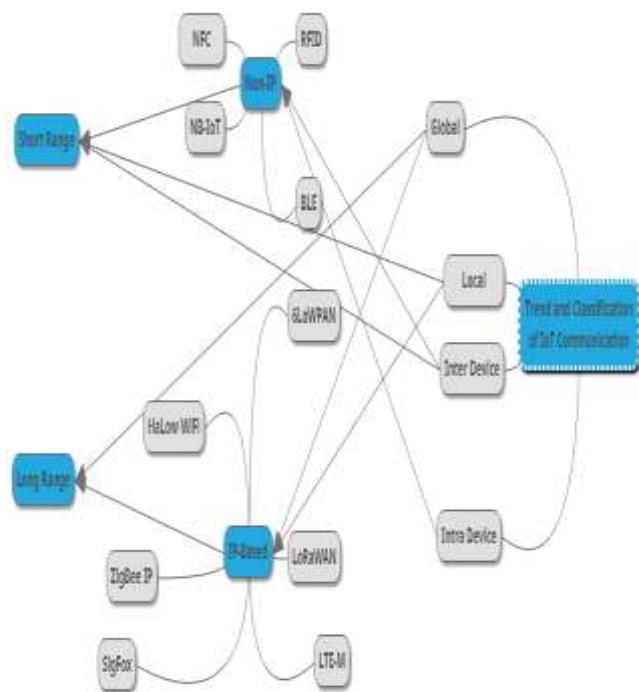 NFC
RFID
Non-IP
Global
NB-IoT
Short Range
BLE
Local
Trend and Classification
of IoT Communication
6LoWPAN
Inter Device
HaLow WiFi
Long Range
Intra Device
IP-Based
LoRaWAN
ZigBee IP
SigFox
LTE-M